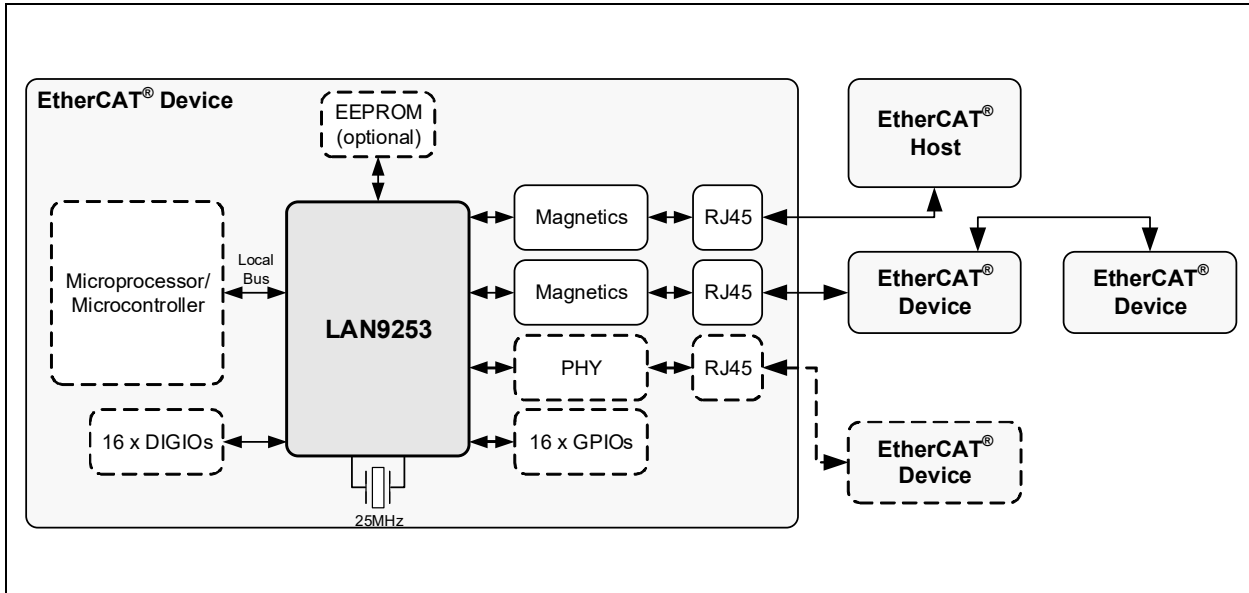 EtherCAT® Device
EEPROM
(optional)
Microprocessor/
Microcontroller
Local
Bus
LAN9253
16 x DIGIOs
25MHz
Magnetics
RJ45
Magnetics
RJ45
PHY
RJ45
16 x GPIOs
EtherCAT®
Host
EtherCAT®
Device
EtherCAT®
Device
EtherCAT®
Device